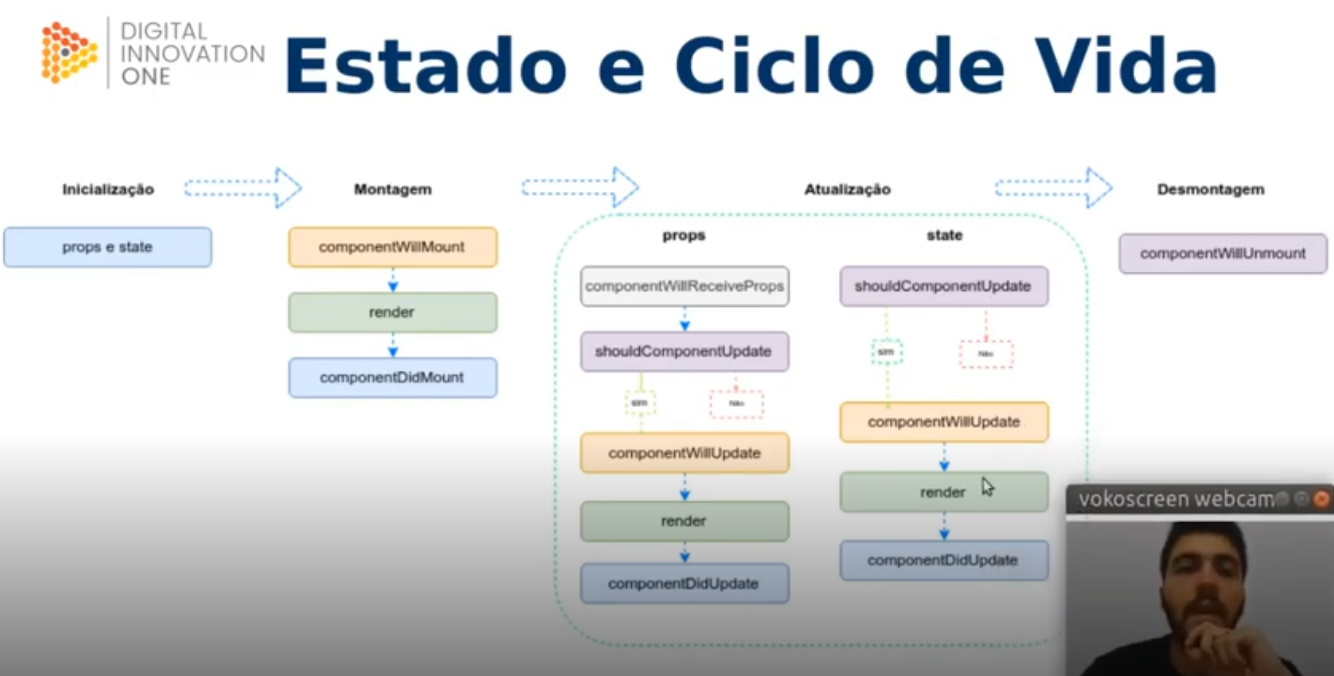 DIGITAL
INNOVATION
ONE
Estado e Ciclo de Vida
Inicialização
Montagem
Atualização
Desmontagem
props e state
componentWillMount
render
componentDidMount
props
componentWillReceiveProps
shouldComponentUpdate
sim
Não
componentWillUpdate
render
componentDidUpdate
state
shouldComponentUpdate
sim
Não
componentWillUpdate
render
componentDidUpdate
componentWillUnmount
vokoscreen webcam